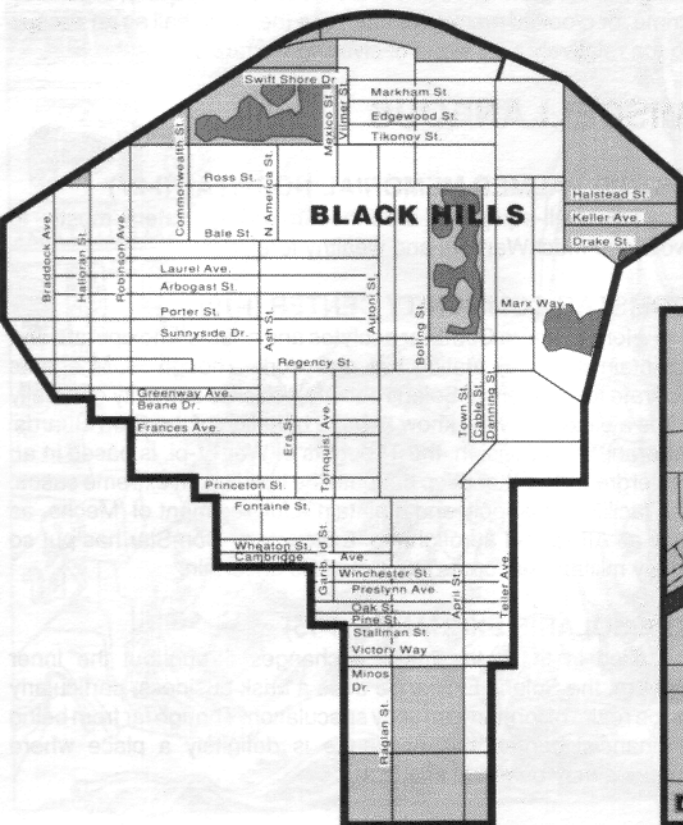 Swift Shore Dr
Markham St.
Edgewood St.
Tikonov St.
Mexico St.
Vilmer St.
Commonwealth St.
N America St.
Ross St.
BLACK HILLS
Bale St.
Halstead St.
Keller Ave.
Drake St.
Braddock Ave.
Halloran St.
Robinson Ave.
Laurel Ave.
Arbogast St.
Porter St.
Sunnyside Dr.
Ash St.
Autoni St.
Bolling St.
Marx Way
Regency St.
Greenway Ave.
Beane Dr.
Frances Ave.
Era St.
Tornquist Ave.
Town St.
Cable St.
Danning St.
Princeton St.
Fontaine St.
Wheaton St.
Cambridge Ave.
Winchester St.
Preslynn Ave.
Oak St.
Pine St.
Stallman St.
Victory Way
April St.
Teller Ave.
Minos
Dr
Raglan St.